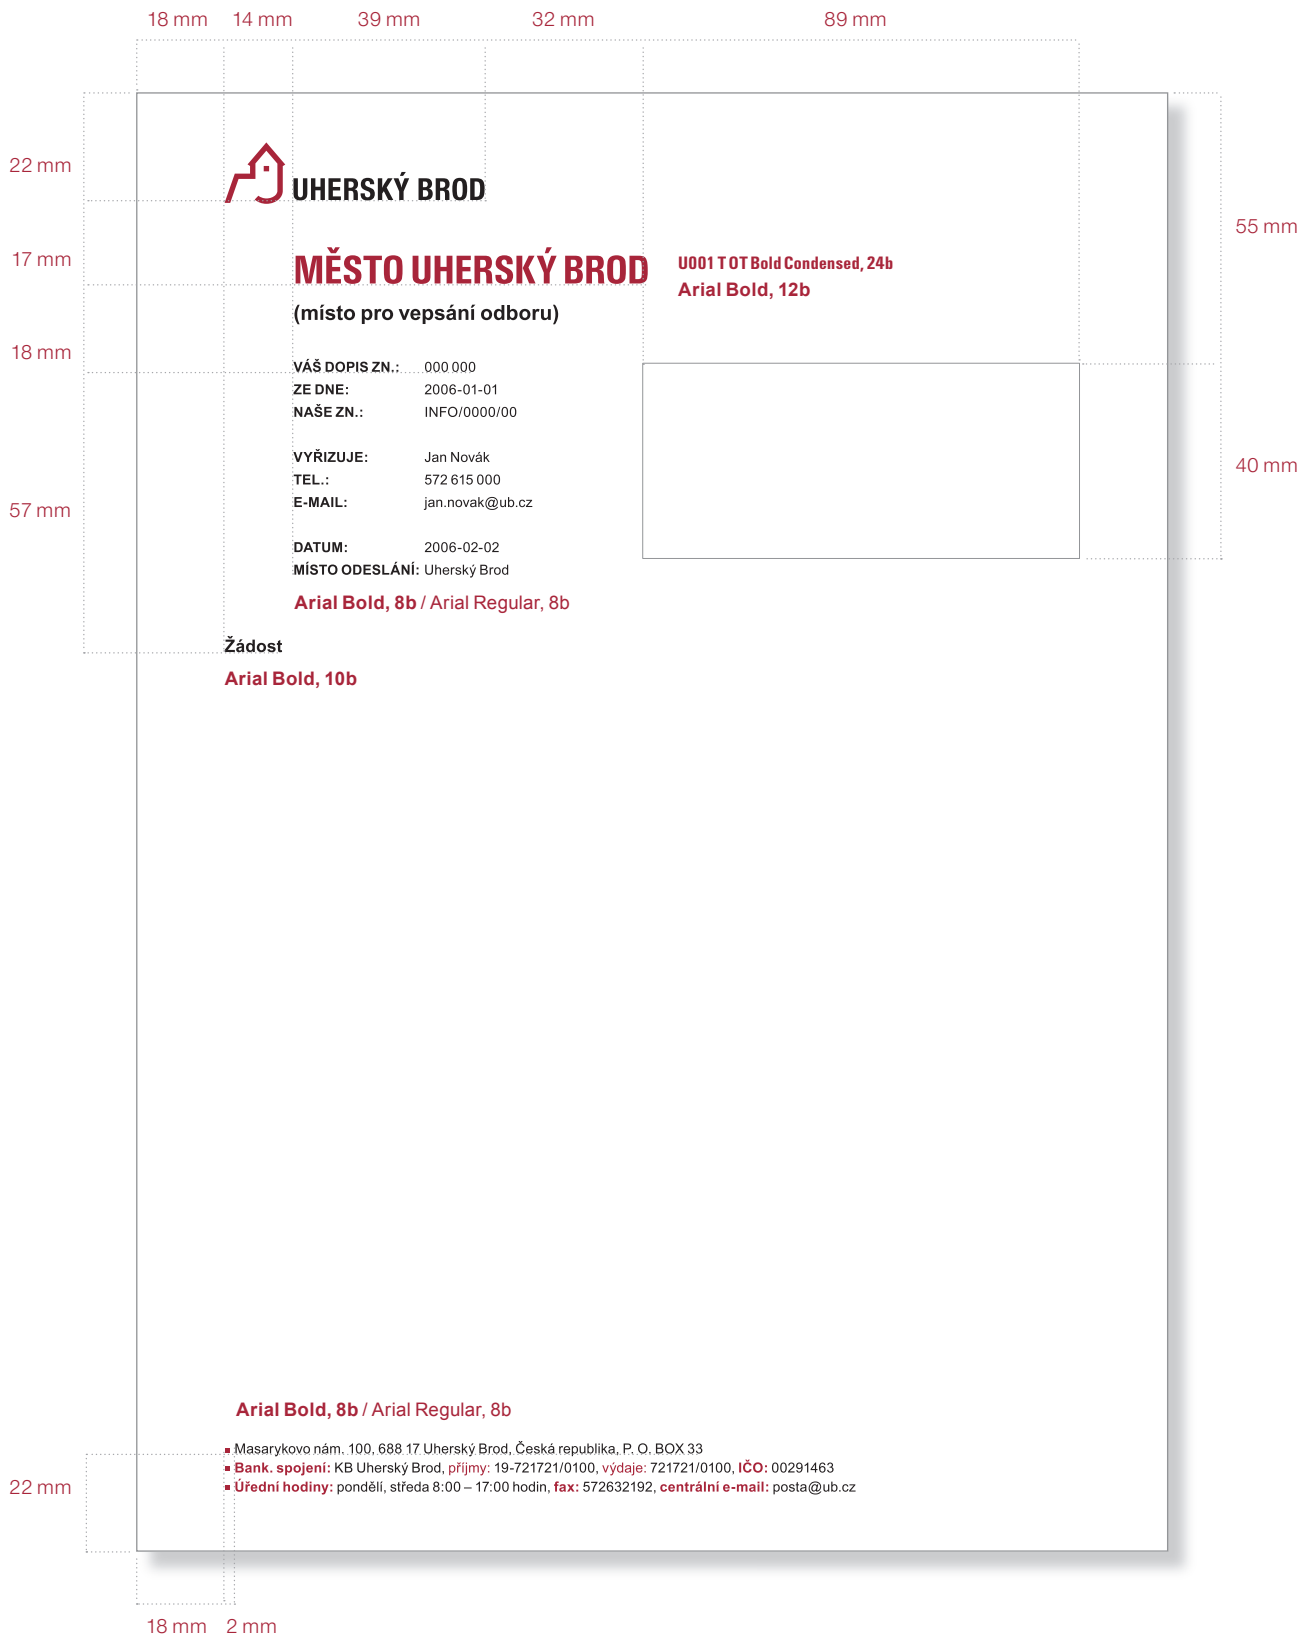 18 mm 14 mm 39 mm 32 mm 89 mm
22 mm
UHERSKÝ BROD
55 mm
17 mm
MĚSTO UHERSKÝ BROD
U001 T OT Bold Condensed, 24b
Arial Bold, 12b
(místo pro vepsání odboru)
18 mm
VÁŠ DOPIS ZN.: 000 000
ZE DNE: 2006-01-01
NAŠE ZN.: INFO/0000/00
VYŘIZUJE: Jan Novák
40 mm
TEL.: 572 615 000
E-MAIL: jan.novak@ub.cz
57 mm
DATUM: 2006-02-02
MÍSTO ODESLÁNÍ: Uherský Brod
Arial Bold, 8b / Arial Regular, 8b
Žádost
Arial Bold, 10b
Arial Bold, 8b / Arial Regular, 8b
Masarykovo nám. 100, 688 17 Uherský Brod, Česká republika, P. O. BOX 33
Bank. spojení: KB Uherský Brod, příjmy: 19-721721/0100, výdaje: 721721/0100, IČO: 00291463
22 mm
Úřední hodiny: pondělí, středa 8:00 – 17:00 hodin, fax: 572632192, centrální e-mail: posta@ub.cz
18 mm 2 mm